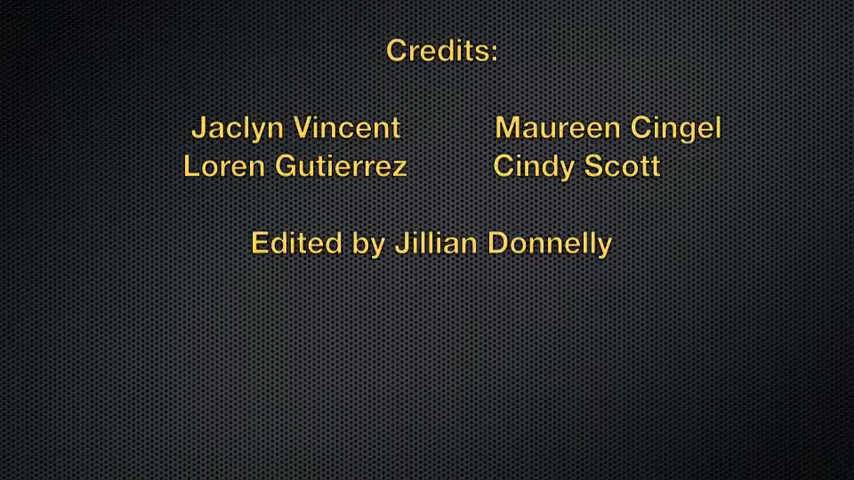 Credits:
Jaclyn Vincent Maureen Cingel
Loren Gutierrez Cindy Scott
Edited by Jillian Donnelly